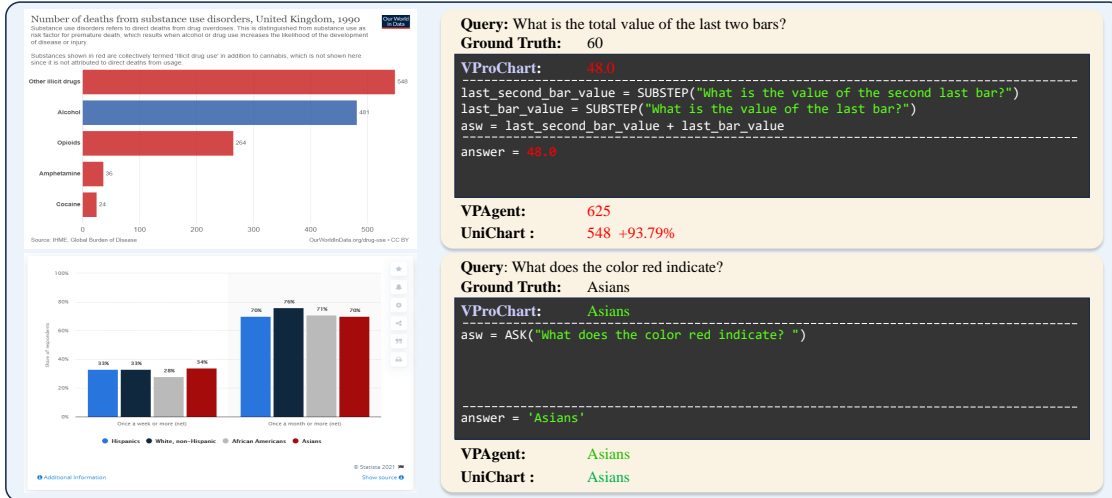 Number of deaths from substance use disorders, United Kingdom, 1990
Our World in Data
Substance use disorders refers to direct deaths from drug overdoses. This is distinguished from substance use as
risk factor for premature death, which results when alcohol or drug use increases the likelihood of the development
of disease or injury.
Substances shown in red are collectively termed 'illicit drug use' in addition to cannabis, which is not shown here
since it is not attributed to direct deaths from usage.
Other illicit drugs 548
Alcohol 481
Opioids 264
Amphetamine 36
Cocaine 24
0 100 200 300 400 500
Source: IHME, Global Burden of Disease OurWorldInData.org/drug-use • CC BY
Query: What is the total value of the last two bars?
Ground Truth: 60
VProChart: 48.0
last_second_bar_value = SUBSTEP("What is the value of the second last bar?")
last_bar_value = SUBSTEP("What is the value of the last bar?")
asw = last_second_bar_value + last_bar_value
answer = 48.0
VPAgent: 625
UniChart : 548 +93.79%
100%
80%
60%
40%
20%
0%
Share of respondents
33% 33% 28% 34%
70% 76% 71% 70%
Once a week or more (net) Once a month or more (net)
Hispanics White, non-Hispanic African Americans Asians
© Statista 2021
Additional Information Show source
Query: What does the color red indicate?
Ground Truth: Asians
VProChart: Asians
asw = ASK("What does the color red indicate? ")
answer = 'Asians'
VPAgent: Asians
UniChart : Asians